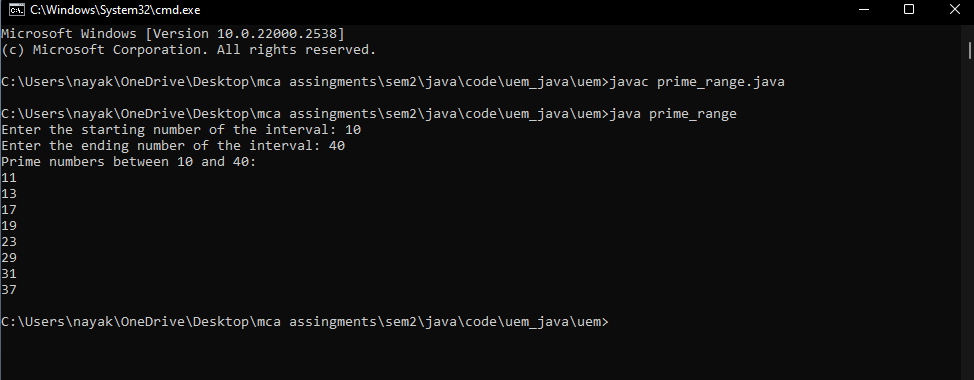 C:\Windows\System32\cmd.exe
Microsoft Windows [Version 10.0.22000.2538]
(c) Microsoft Corporation. All rights reserved.
C:\Users\nayak\OneDrive\Desktop\mca assingments\sem2\java\code\uem_java\uem>javac prime_range.java
C:\Users\nayak\OneDrive\Desktop\mca assingments\sem2\java\code\uem_java\uem>java prime_range
Enter the starting number of the interval: 10
Enter the ending number of the interval: 40
Prime numbers between 10 and 40:
11
13
17
19
23
29
31
37
C:\Users\nayak\OneDrive\Desktop\mca assingments\sem2\java\code\uem_java\uem>